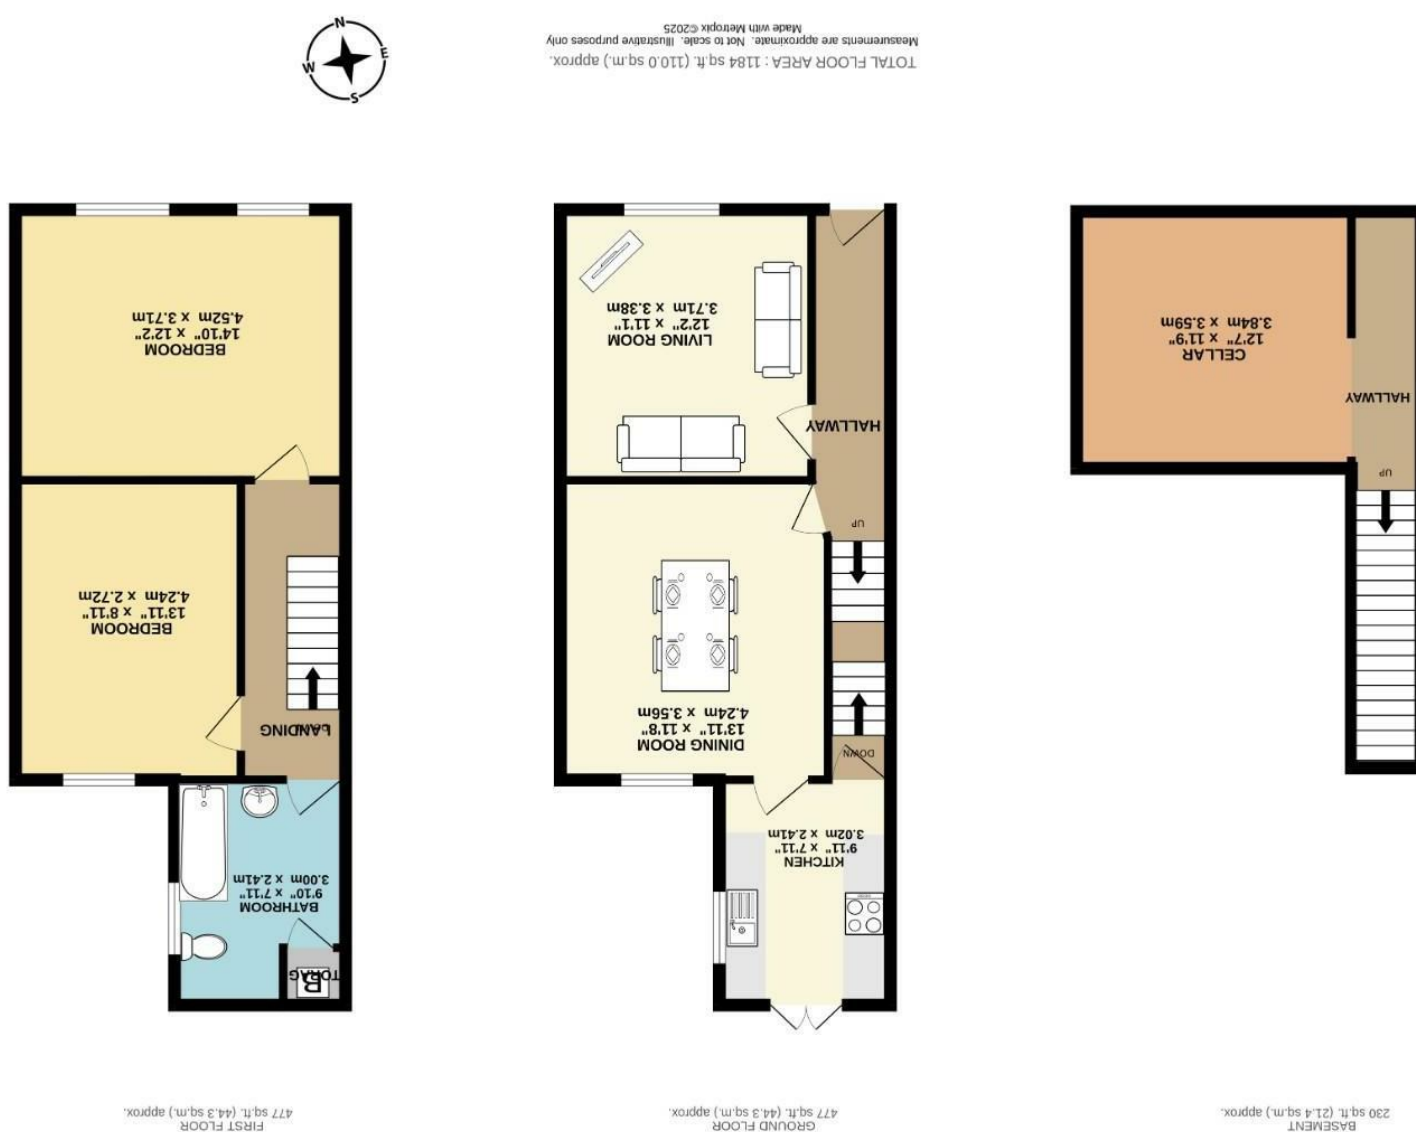 BASEMENT
230 sq.ft. (21.4 sq.m.) approx.
GROUND FLOOR
477 sq.ft. (44.3 sq.m.) approx.
FIRST FLOOR
477 sq.ft. (44.3 sq.m.) approx.
UP
HALLWAY
CELLAR
12'7" x 11'9"
3.84m x 3.59m
KITCHEN
9'11" x 7'11"
3.02m x 2.41m
DOWN
DINING ROOM
13'11" x 11'8"
4.24m x 3.56m
UP
HALLWAY
LIVING ROOM
12'2" x 11'1"
3.71m x 3.38m
B
TORAG
BATHROOM
9'10" x 7'11"
3.00m x 2.41m
LANDING
BEDROOM
13'11" x 8'11"
4.24m x 2.72m
BEDROOM
14'10" x 12'2"
4.52m x 3.71m
TOTAL FLOOR AREA : 1184 sq.ft. (110.0 sq.m.) approx.
Measurements are approximate. Not to scale. Illustrative purposes only
Made with Metropix ©2025
N
E
W
S